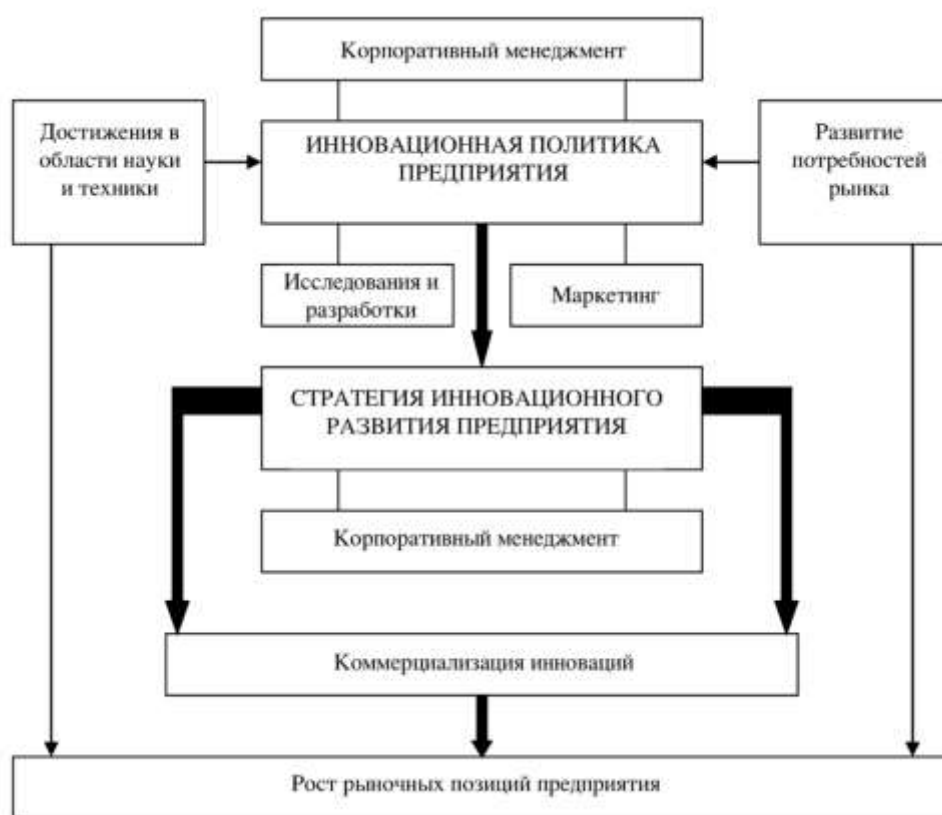 Корпоративный менеджмент
Достижения в
области науки
и техники
ИННОВАЦИОННАЯ ПОЛИТИКА
ПРЕДПРИЯТИЯ
Развитие
потребностей
рынка
Исследования и
разработки
Маркетинг
СТРАТЕГИЯ ИННОВАЦИОННОГО
РАЗВИТИЯ ПРЕДПРИЯТИЯ
Корпоративный менеджмент
Коммерциализация инноваций
Рост рыночных позиций предприятия